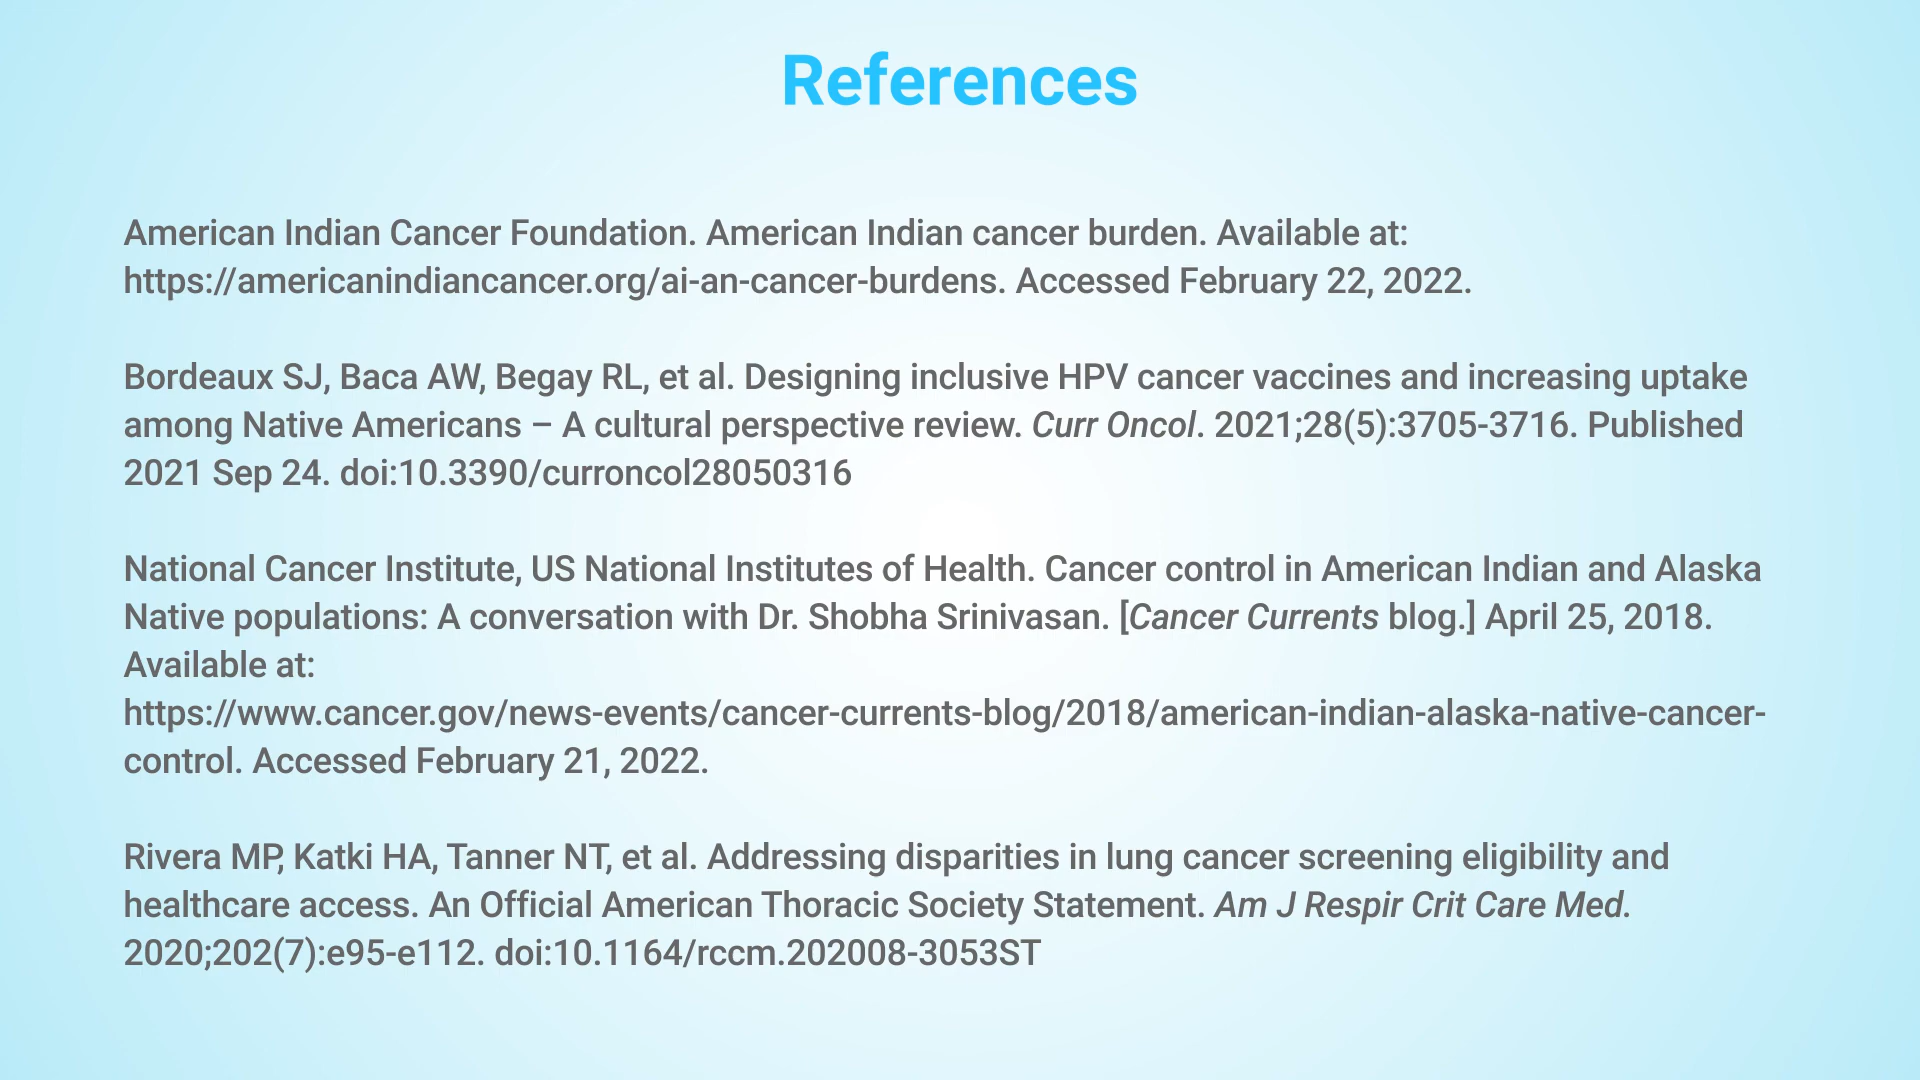 References
American Indian Cancer Foundation. American Indian cancer burden. Available at:
https://americanindiancancer.org/ai-an-cancer-burdens. Accessed February 22, 2022.
Bordeaux SJ, Baca AW, Begay RL, et al. Designing inclusive HPV cancer vaccines and increasing uptake
among Native Americans – A cultural perspective review. Curr Oncol. 2021;28(5):3705-3716. Published
2021 Sep 24. doi:10.3390/curroncol28050316
National Cancer Institute, US National Institutes of Health. Cancer control in American Indian and Alaska
Native populations: A conversation with Dr. Shobha Srinivasan. [Cancer Currents blog.] April 25, 2018.
Available at:
https://www.cancer.gov/news-events/cancer-currents-blog/2018/american-indian-alaska-native-cancer-
control. Accessed February 21, 2022.
Rivera MP, Katki HA, Tanner NT, et al. Addressing disparities in lung cancer screening eligibility and
healthcare access. An Official American Thoracic Society Statement. Am J Respir Crit Care Med.
2020;202(7):e95-e112. doi:10.1164/rccm.202008-3053ST